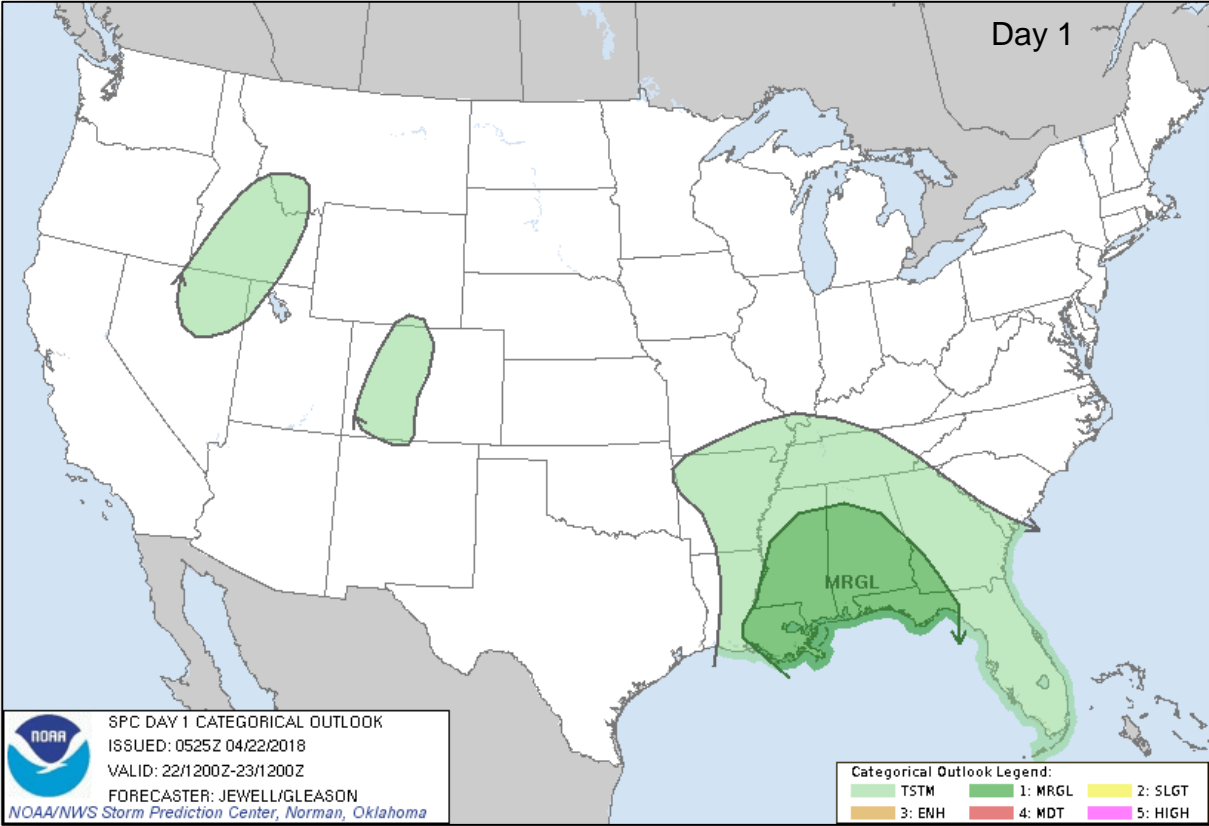 Day 1
MRGL
NOAA
SPC DAY 1 CATEGORICAL OUTLOOK
ISSUED: 0525Z 04/22/2018
VALID: 22/1200Z-23/1200Z
FORECASTER: JEWELL/GLEASON
NOAA/NWS Storm Prediction Center, Norman, Oklahoma
Categorical Outlook Legend:
TSTM 1: MRGL 2: SLGT
3: ENH 4: MDT 5: HIGH